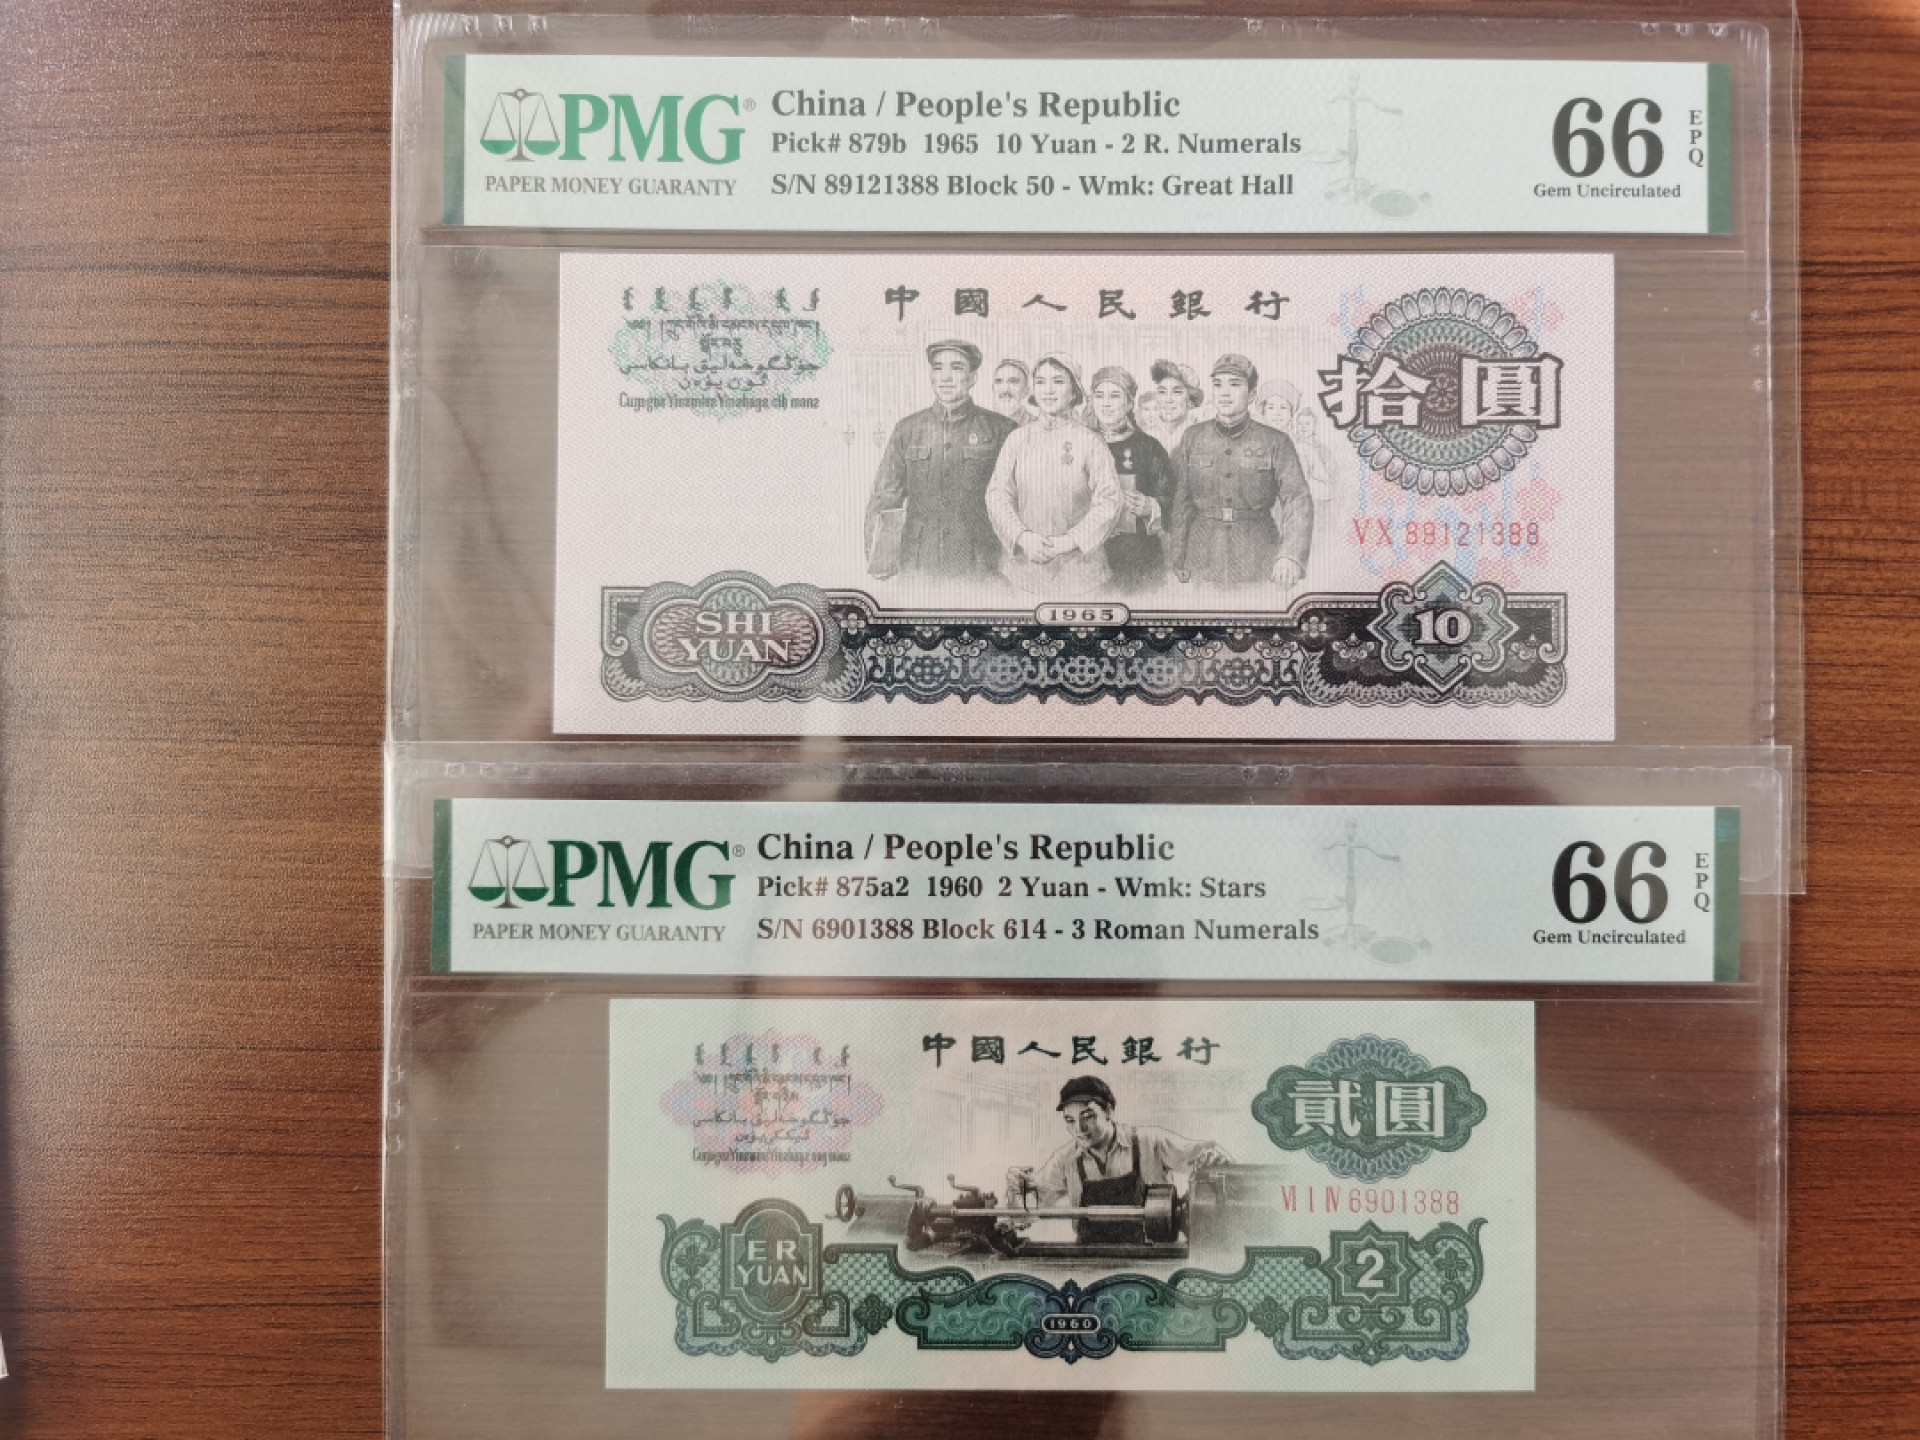 PMG®
PAPER MONEY GUARANTY
China / People's Republic
Pick# 879b 1965 10 Yuan - 2 R. Numerals
S/N 89121388 Block 50 - Wmk: Great Hall
66
EPQ
Gem Uncirculated
中國人民銀行
拾圓
VX 89121388
SHI
YUAN
1965
10
PMG®
PAPER MONEY GUARANTY
China / People's Republic
Pick# 875a2 1960 2 Yuan - Wmk: Stars
S/N 6901388 Block 614 - 3 Roman Numerals
66
EPQ
Gem Uncirculated
中國人民銀行
貳圓
VI I IV 6901388
ER
YUAN
1960
2